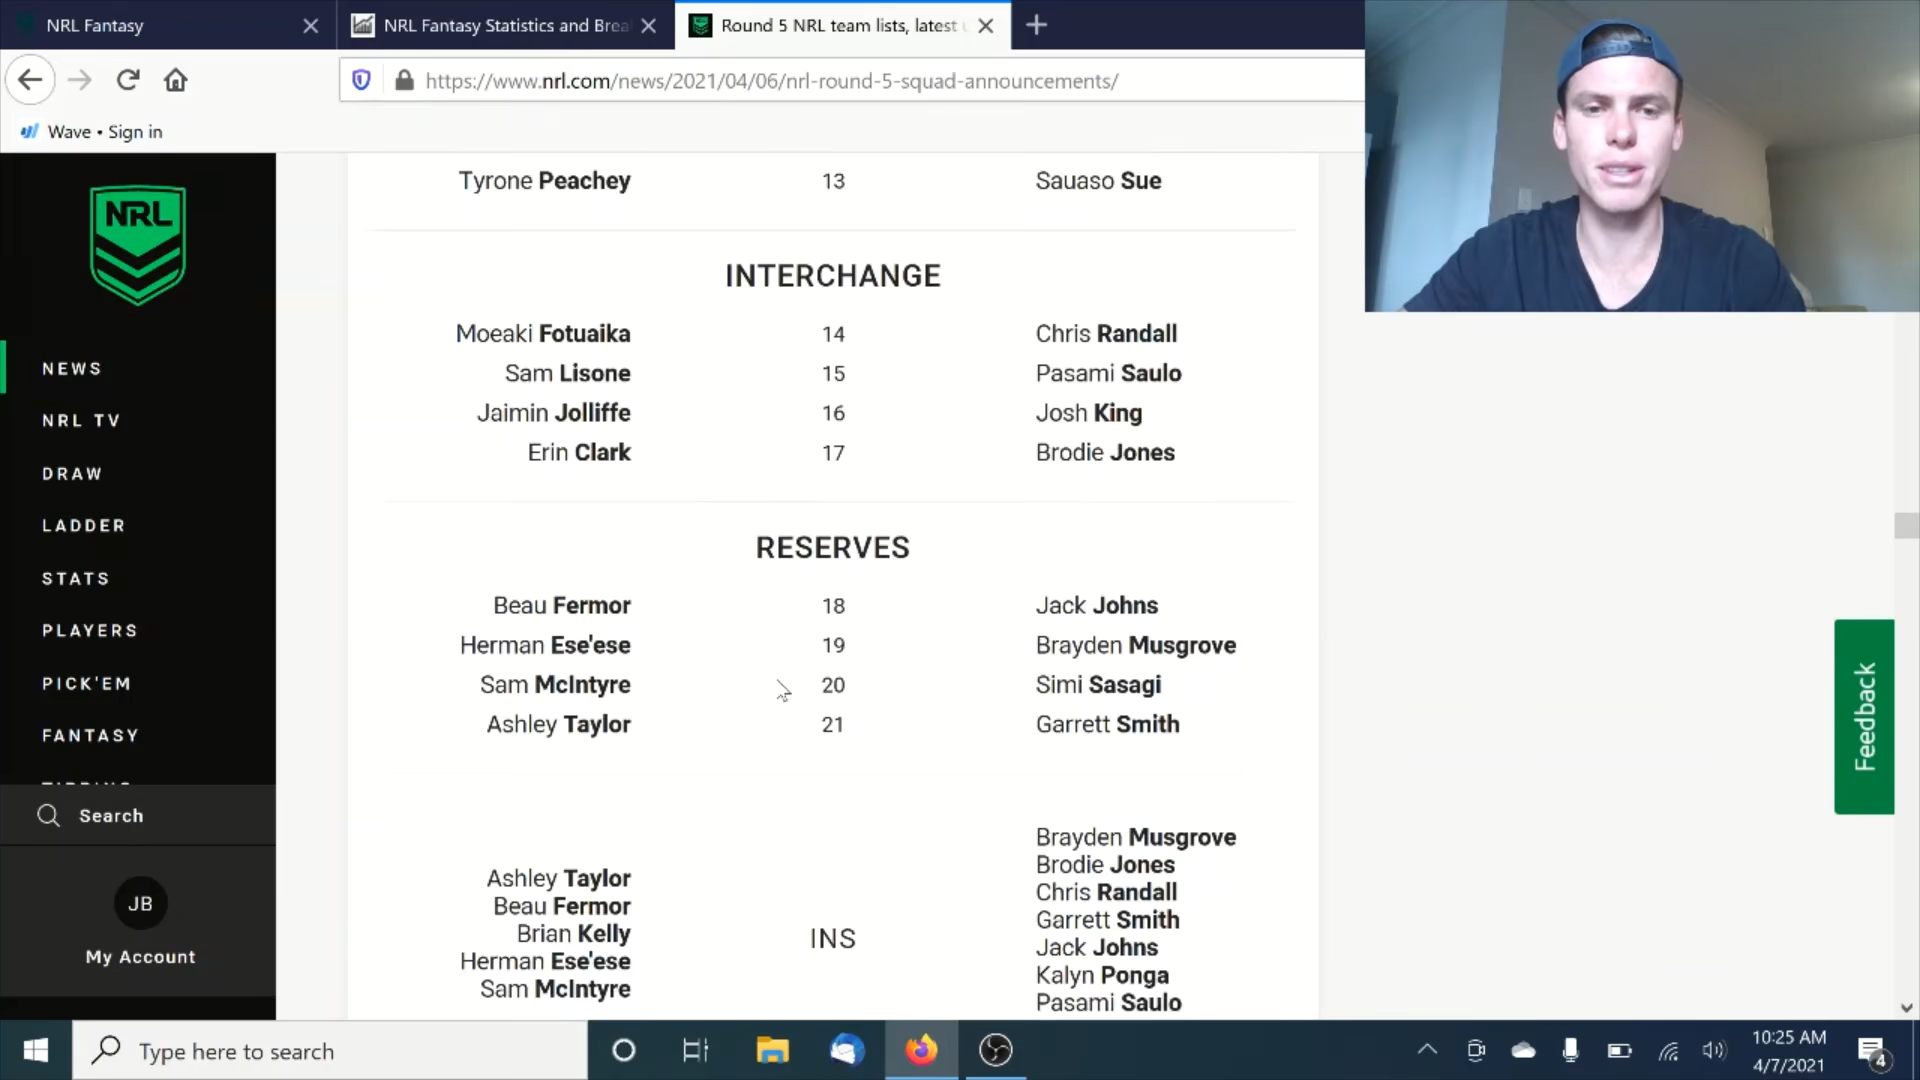 NRL Fantasy
NRL Fantasy Statistics and Brea
Round 5 NRL team lists, latest
https://www.nrl.com/news/2021/04/06/nrl-round-5-squad-announcements/
Wave • Sign in
NRL
NEWS
NRL TV
DRAW
LADDER
STATS
PLAYERS
PICK'EM
FANTASY
Search
JB
My Account
Tyrone Peachey 13 Sauaso Sue
INTERCHANGE
Moeaki Fotuaika 14 Chris Randall
Sam Lisone 15 Pasami Saulo
Jaimin Jolliffe 16 Josh King
Erin Clark 17 Brodie Jones
RESERVES
Beau Fermor 18 Jack Johns
Herman Ese'ese 19 Brayden Musgrove
Sam McIntyre 20 Simi Sasagi
Ashley Taylor 21 Garrett Smith
Ashley Taylor
Beau Fermor
Brian Kelly
Herman Ese'ese
Sam McIntyre
INS
Brayden Musgrove
Brodie Jones
Chris Randall
Garrett Smith
Jack Johns
Kalyn Ponga
Pasami Saulo
Feedback
Type here to search
10:25 AM
4/7/2021
4